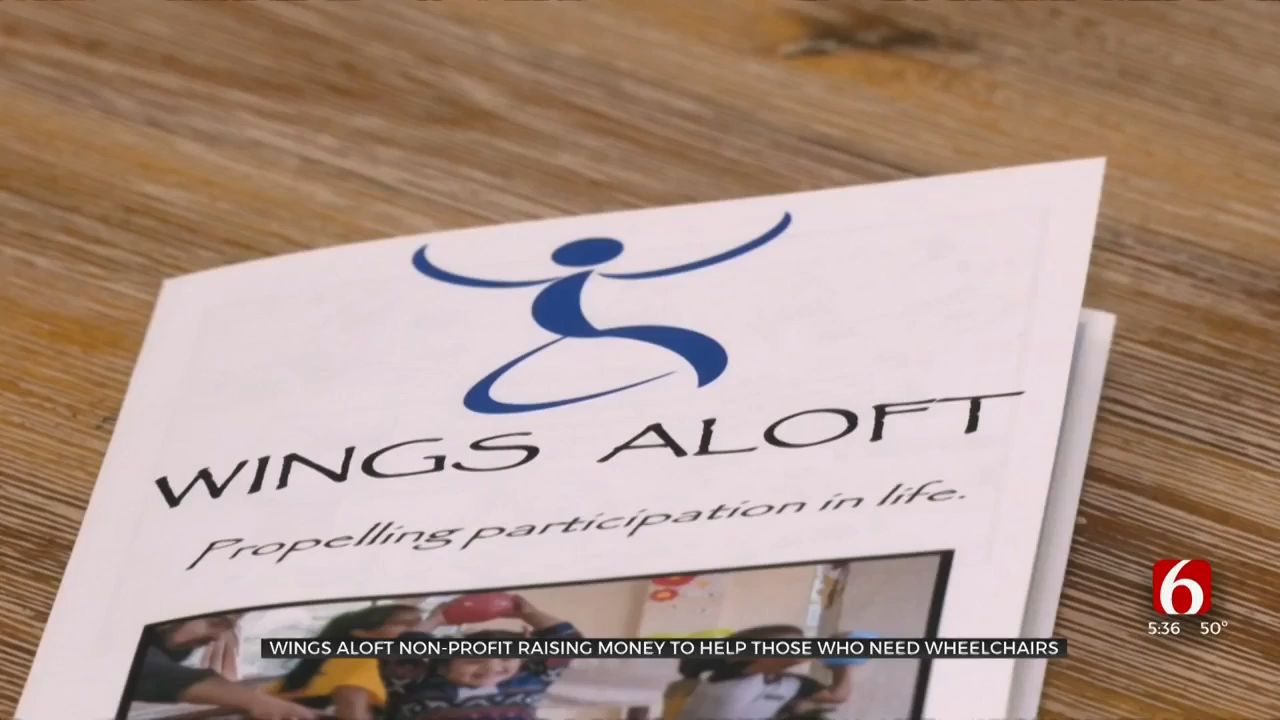 WINGS ALOFT
Propelling participation in life.
6
5:36 50°
WINGS ALOFT NON-PROFIT RAISING MONEY TO HELP THOSE WHO NEED WHEELCHAIRS